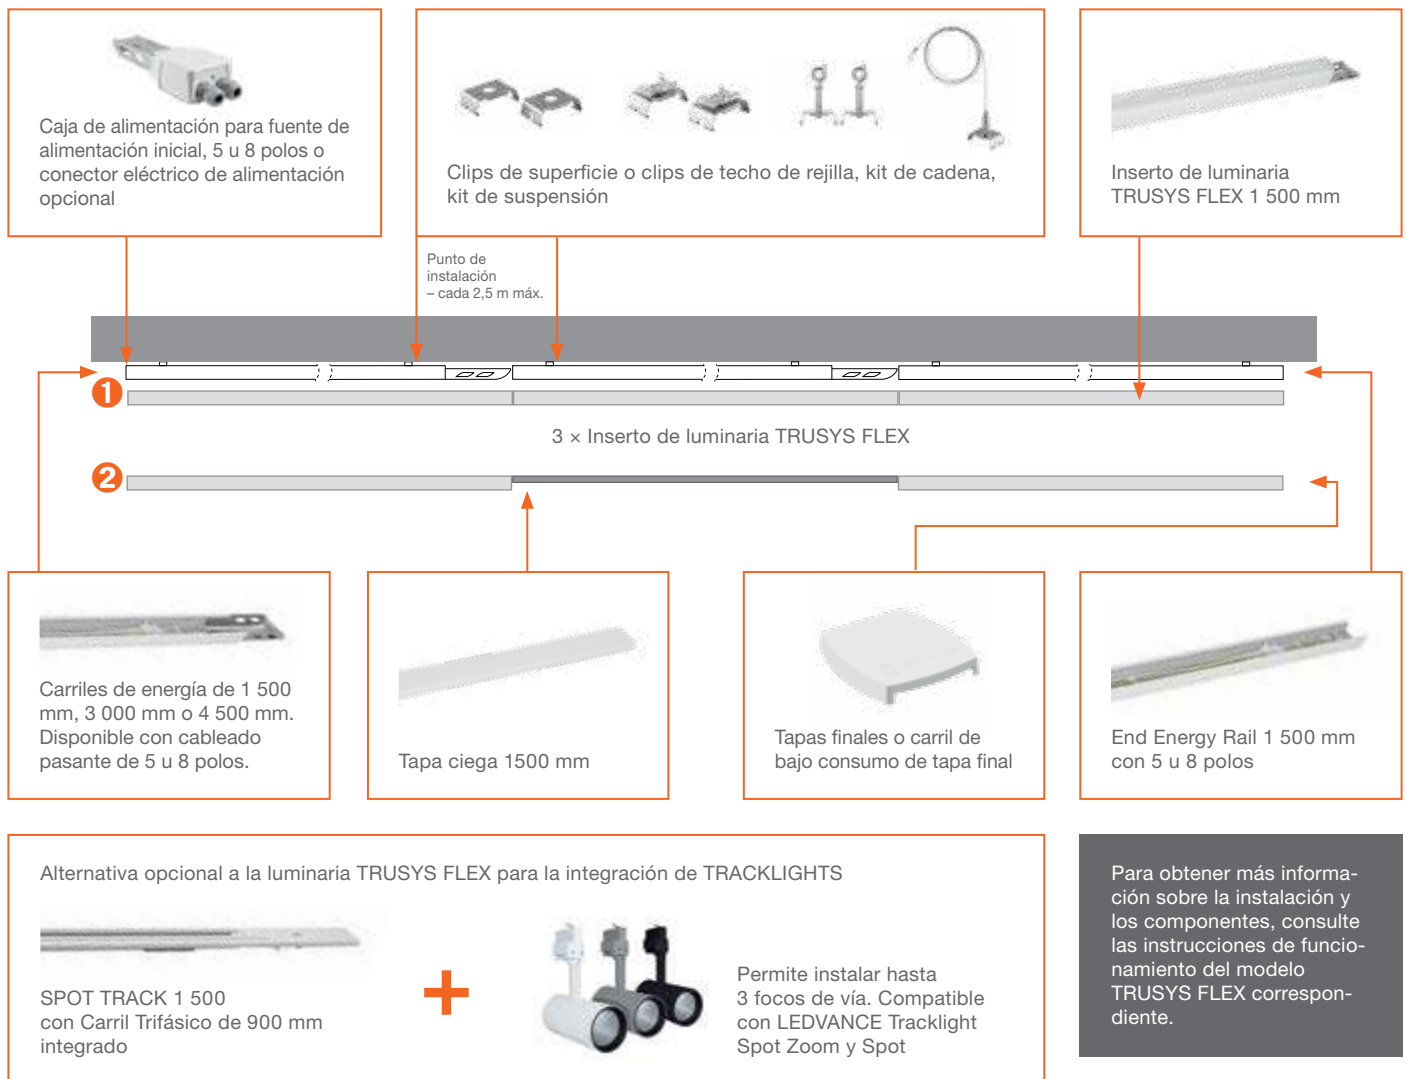 Caja de alimentación para fuente de
alimentación inicial, 5 u 8 polos o
conector eléctrico de alimentación
opcional
Clips de superficie o clips de techo de rejilla, kit de cadena,
kit de suspensión
Inserto de luminaria
TRUSYS FLEX 1 500 mm
Punto de
instalación
– cada 2,5 m máx.
1
3 × Inserto de luminaria TRUSYS FLEX
2
Carriles de energía de 1 500
mm, 3 000 mm o 4 500 mm.
Disponible con cableado
pasante de 5 u 8 polos.
Tapa ciega 1500 mm
Tapas finales o carril de
bajo consumo de tapa final
End Energy Rail 1 500 mm
con 5 u 8 polos
Alternativa opcional a la luminaria TRUSYS FLEX para la integración de TRACKLIGHTS
SPOT TRACK 1 500
con Carril Trifásico de 900 mm
integrado
+
Permite instalar hasta
3 focos de vía. Compatible
con LEDVANCE Tracklight
Spot Zoom y Spot
Para obtener más informa-
ción sobre la instalación y
los componentes, consulte
las instrucciones de funcio-
namiento del modelo
TRUSYS FLEX correspon-
diente.